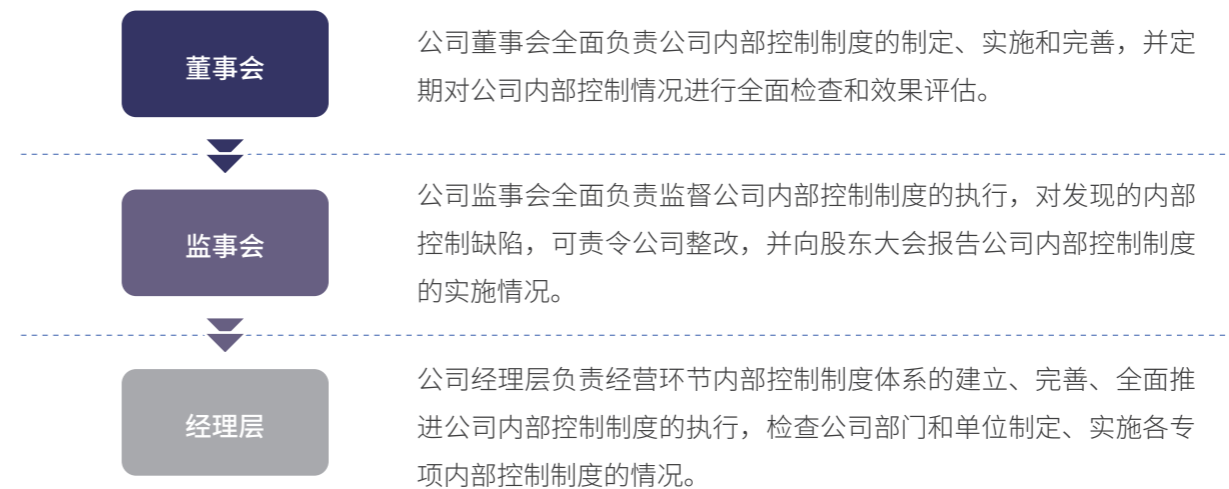 董事会
公司董事会全面负责公司内部控制制度的制定、实施和完善，并定
期对公司内部控制情况进行全面检查和效果评估。
监事会
公司监事会全面负责监督公司内部控制制度的执行，对发现的内部
控制缺陷，可责令公司整改，并向股东大会报告公司内部控制制度
的实施情况。
经理层
公司经理层负责经营环节内部控制制度体系的建立、完善、全面推
进公司内部控制制度的执行，检查公司部门和单位制定、实施各专
项内部控制制度的情况。